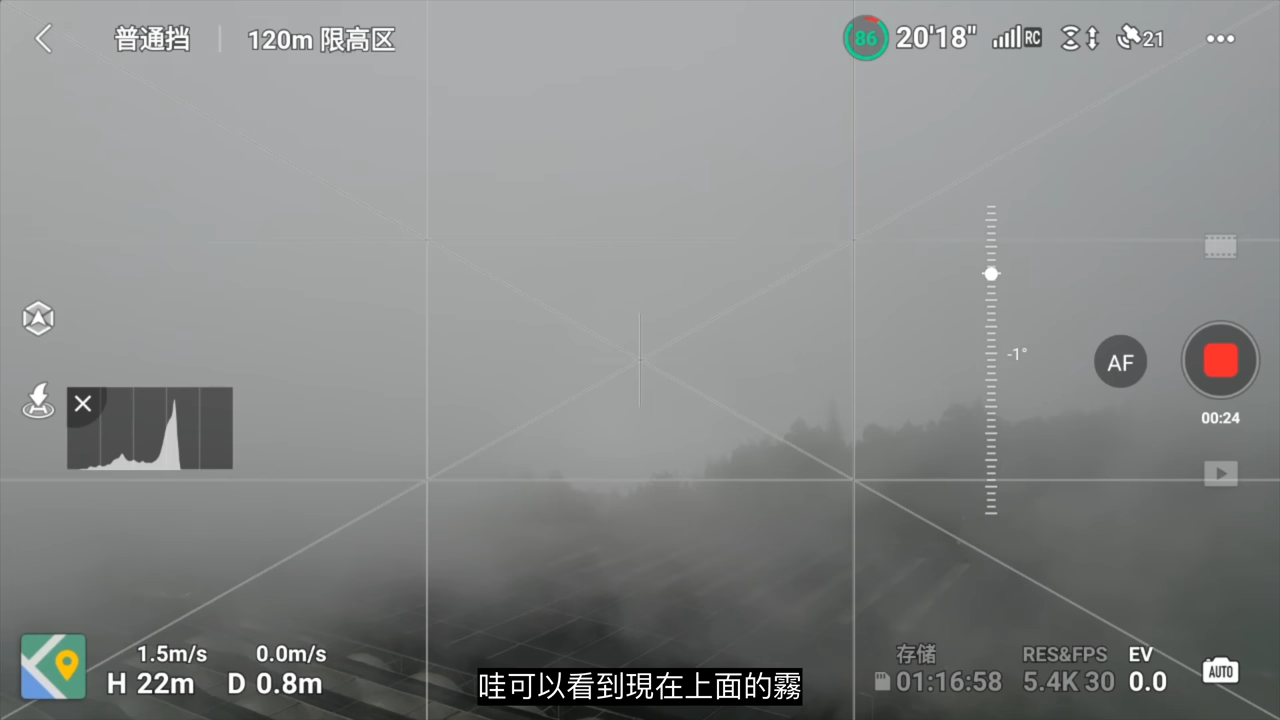 普通挡
120m 限高区
86
20'18"
RC
21
-1°
AF
00:24
1.5m/s
0.0m/s
H 22m
D 0.8m
存储
01:16:58
RES&FPS
5.4K 30
EV
0.0
AUTO
哇可以看到現在上面的霧